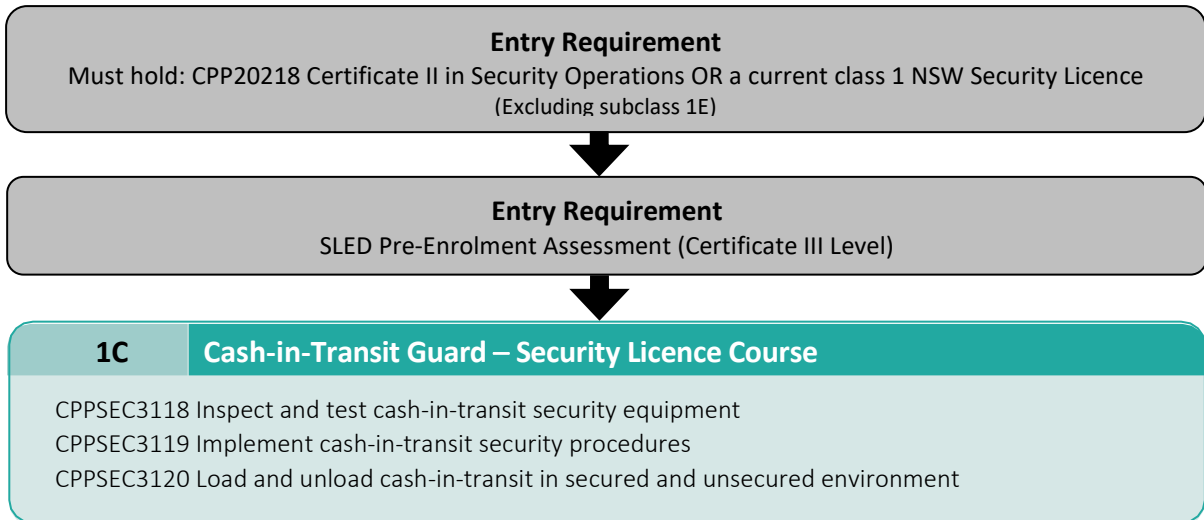 Entry Requirement
Must hold: CPP20218 Certificate II in Security Operations OR a current class 1 NSW Security Licence
(Excluding subclass 1E)
Entry Requirement
SLED Pre-Enrolment Assessment (Certificate III Level)
1C Cash-in-Transit Guard – Security Licence Course
CPPSEC3118 Inspect and test cash-in-transit security equipment
CPPSEC3119 Implement cash-in-transit security procedures
CPPSEC3120 Load and unload cash-in-transit in secured and unsecured environment